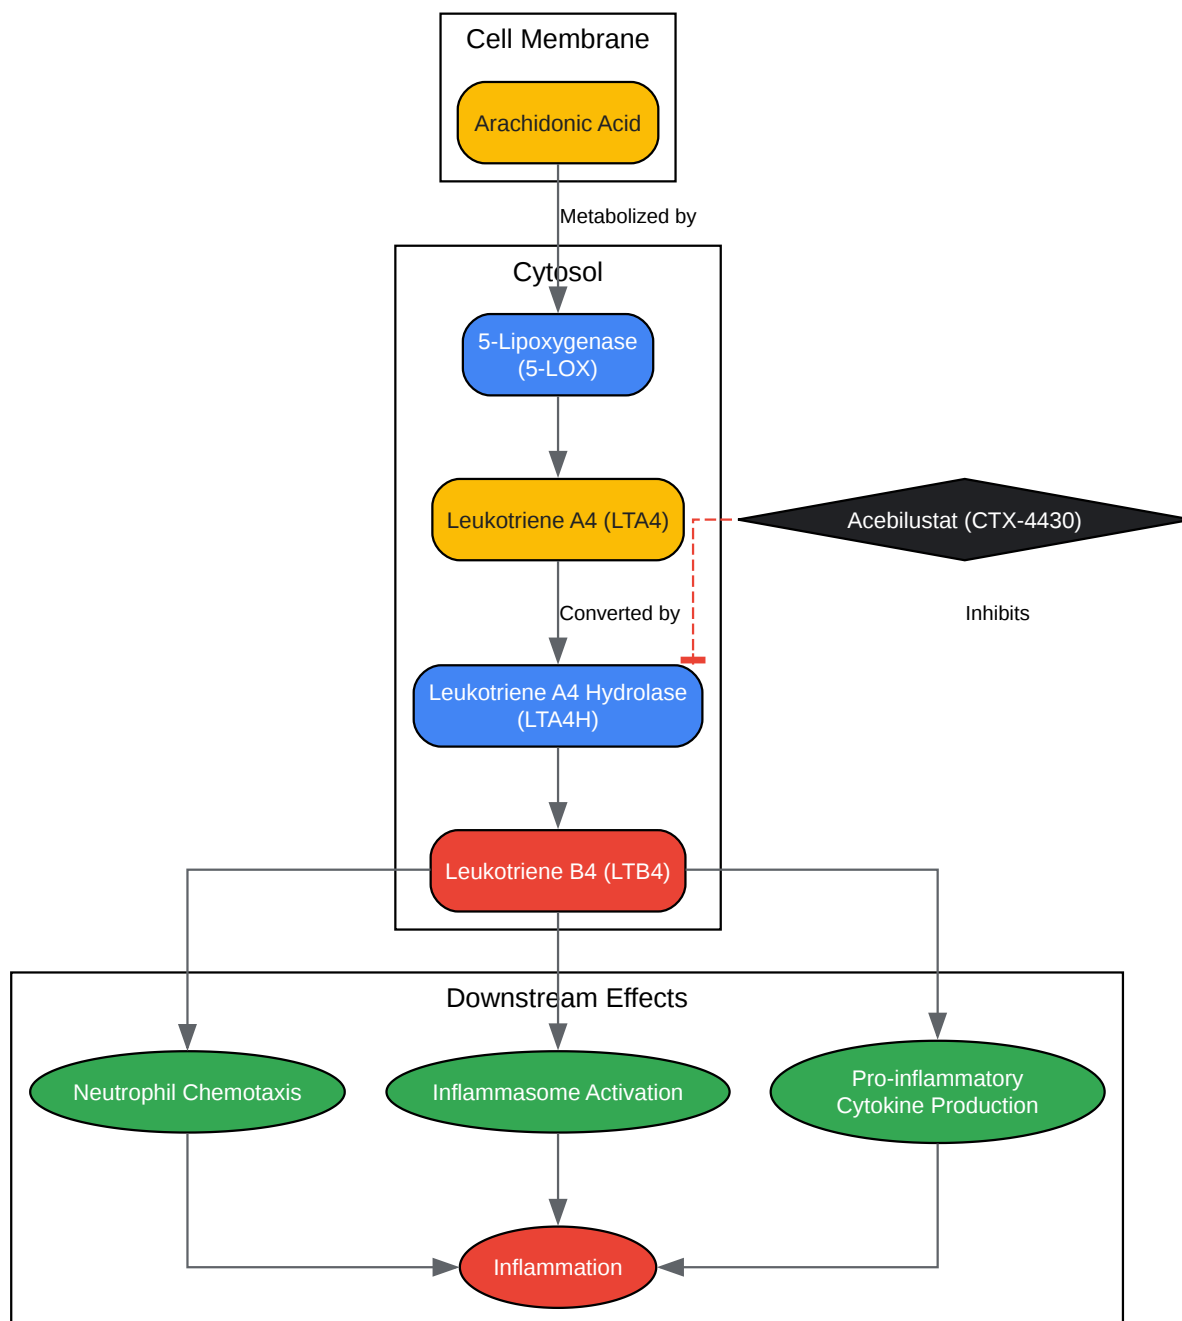 Cell Membrane
Arachidonic Acid
Metabolized by
Cytosol
5-Lipoxygenase
(5-LOX)
Leukotriene A4 (LTA4)
Acebilustat (CTX-4430)
Converted by
Inhibits
Leukotriene A4 Hydrolase
(LTA4H)
Leukotriene B4 (LTB4)
Downstream Effects
Neutrophil Chemotaxis
Inflammasome Activation
Pro-inflammatory
Cytokine Production
Inflammation